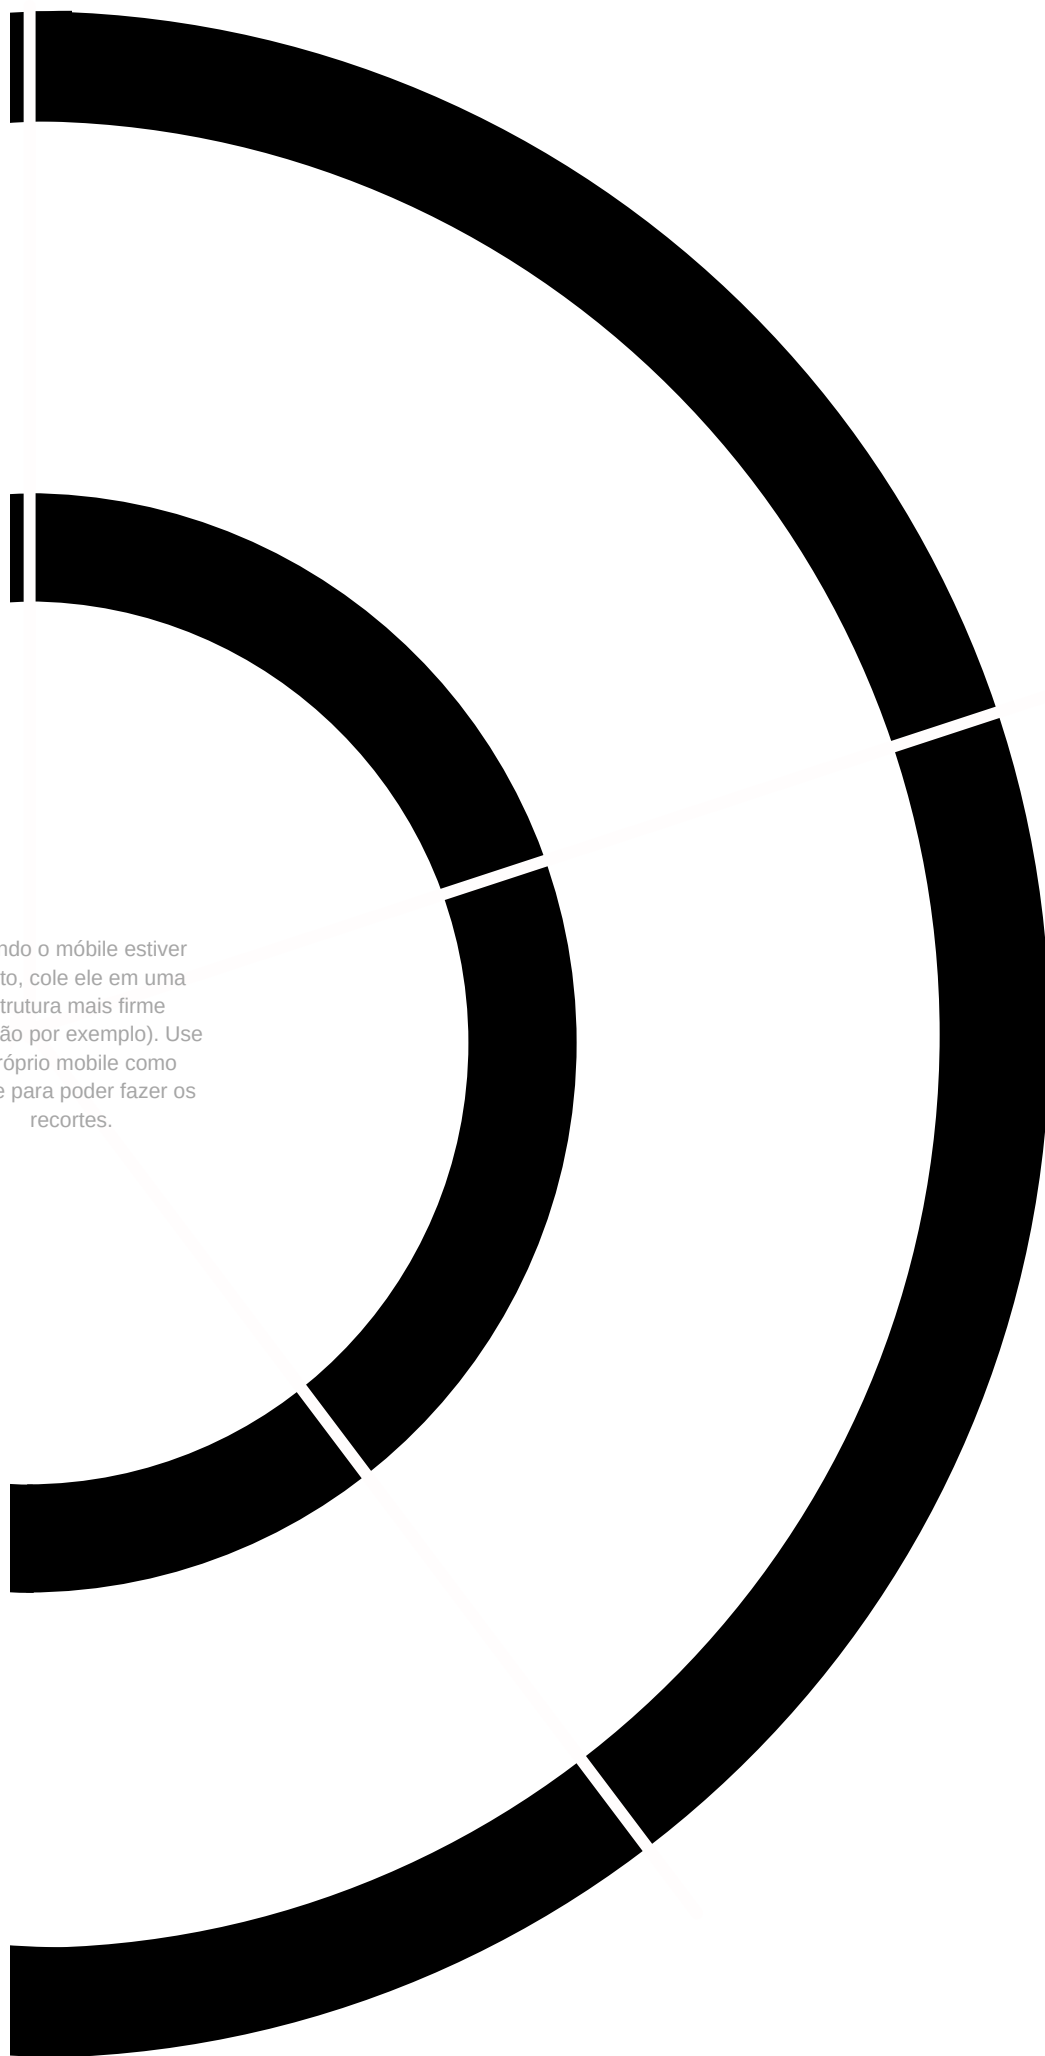 ndo o móbile estiver
to, cole ele em uma
trutura mais firme
ão por exemplo). Use
róprio mobile como
e para poder fazer os
recortes.